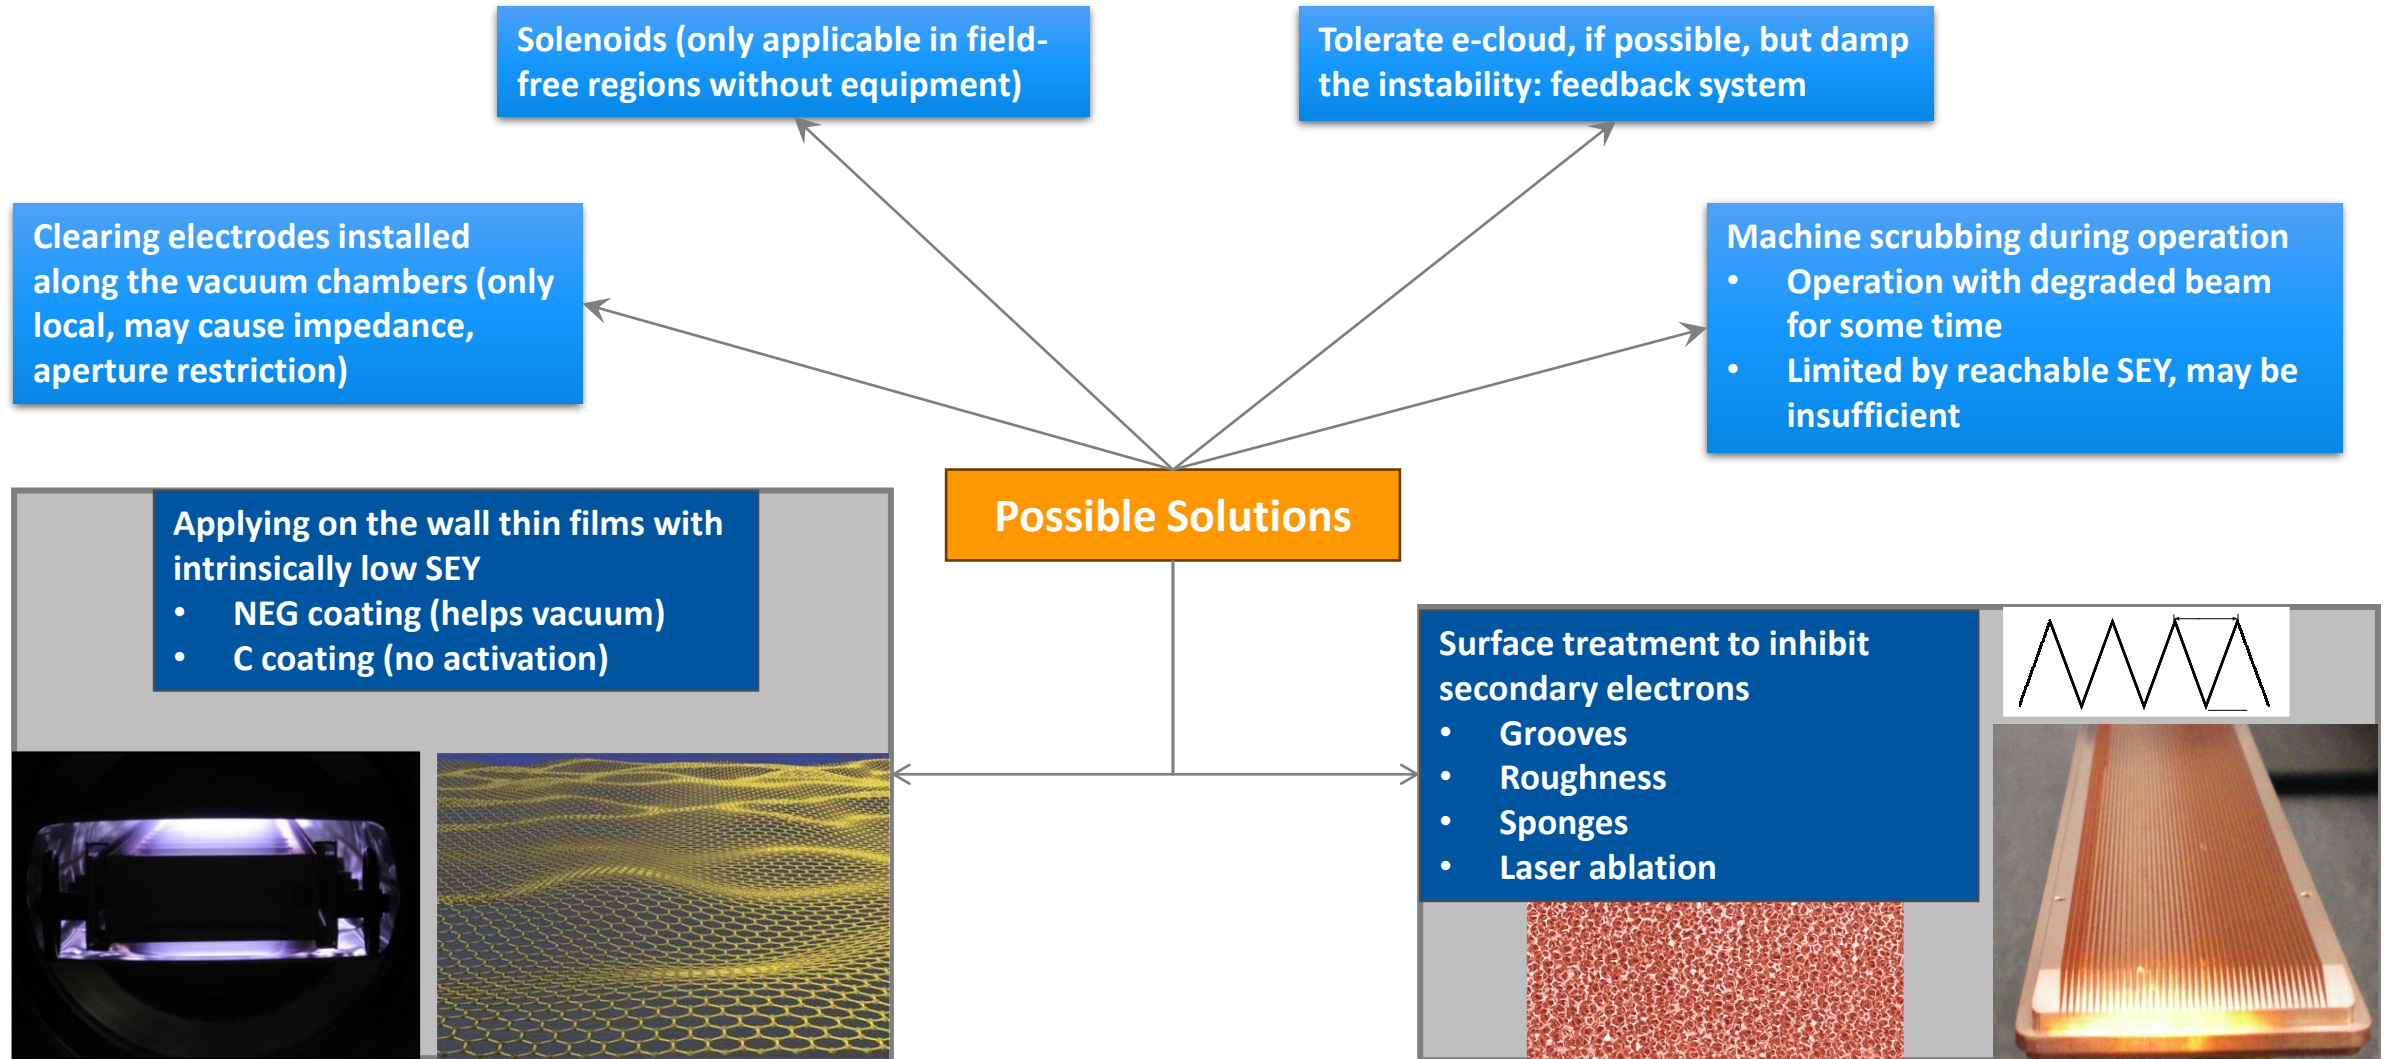 Solenoids (only applicable in field-
free regions without equipment)
Tolerate e-cloud, if possible, but damp
the instability: feedback system
Clearing electrodes installed
along the vacuum chambers (only
local, may cause impedance,
aperture restriction)
Machine scrubbing during operation
• Operation with degraded beam
for some time
• Limited by reachable SEY, may be
insufficient
Possible Solutions
Applying on the wall thin films with
intrinsically low SEY
• NEG coating (helps vacuum)
• C coating (no activation)
Surface treatment to inhibit
secondary electrons
• Grooves
• Roughness
• Sponges
• Laser ablation